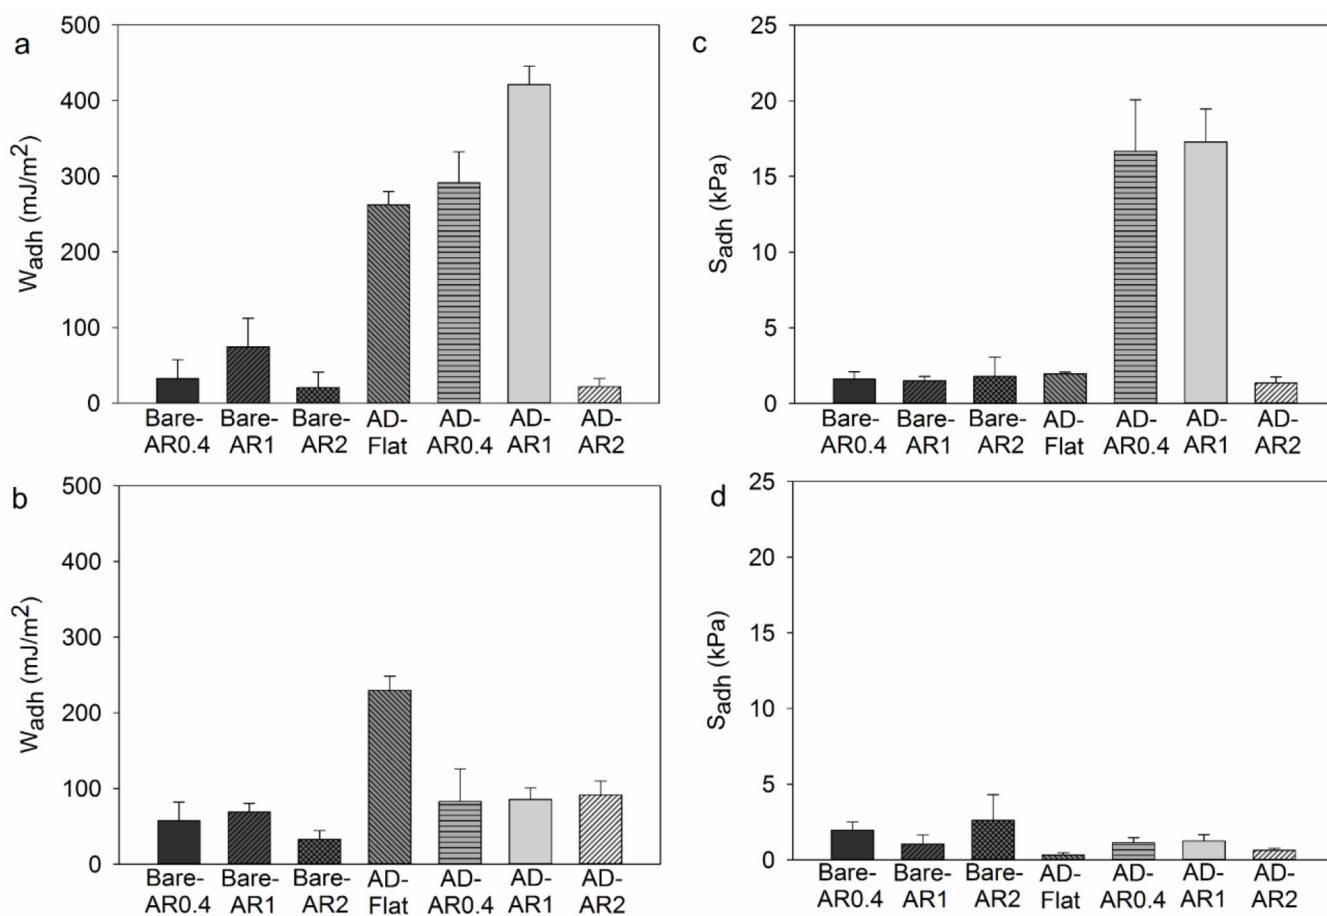 a
500
400
300
200
100
0
Wadh (mJ/m2)
Bare-AR0.4
Bare-AR1
Bare-AR2
AD-Flat
AD-AR0.4
AD-AR1
AD-AR2
c
25
20
15
10
5
0
Sadh (kPa)
Bare-AR0.4
Bare-AR1
Bare-AR2
AD-Flat
AD-AR0.4
AD-AR1
AD-AR2
b
500
400
300
200
100
0
Wadh (mJ/m2)
Bare-AR0.4
Bare-AR1
Bare-AR2
AD-Flat
AD-AR0.4
AD-AR1
AD-AR2
d
25
20
15
10
5
0
Sadh (kPa)
Bare-AR0.4
Bare-AR1
Bare-AR2
AD-Flat
AD-AR0.4
AD-AR1
AD-AR2